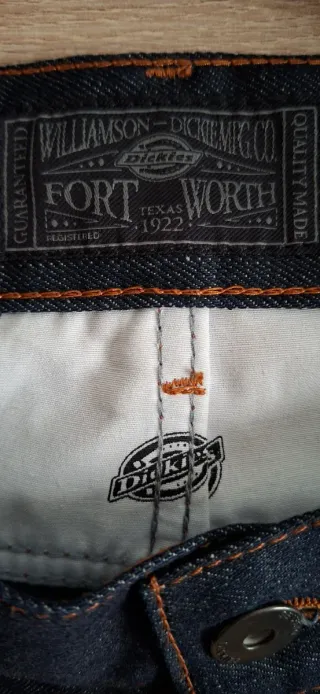 WILLIAMSON - DICKIE MFG. CO.
GUARANTEED
Dickies
QUALITY MADE
FORT WORTH
TEXAS
1922
REGISTERED
DICKIES